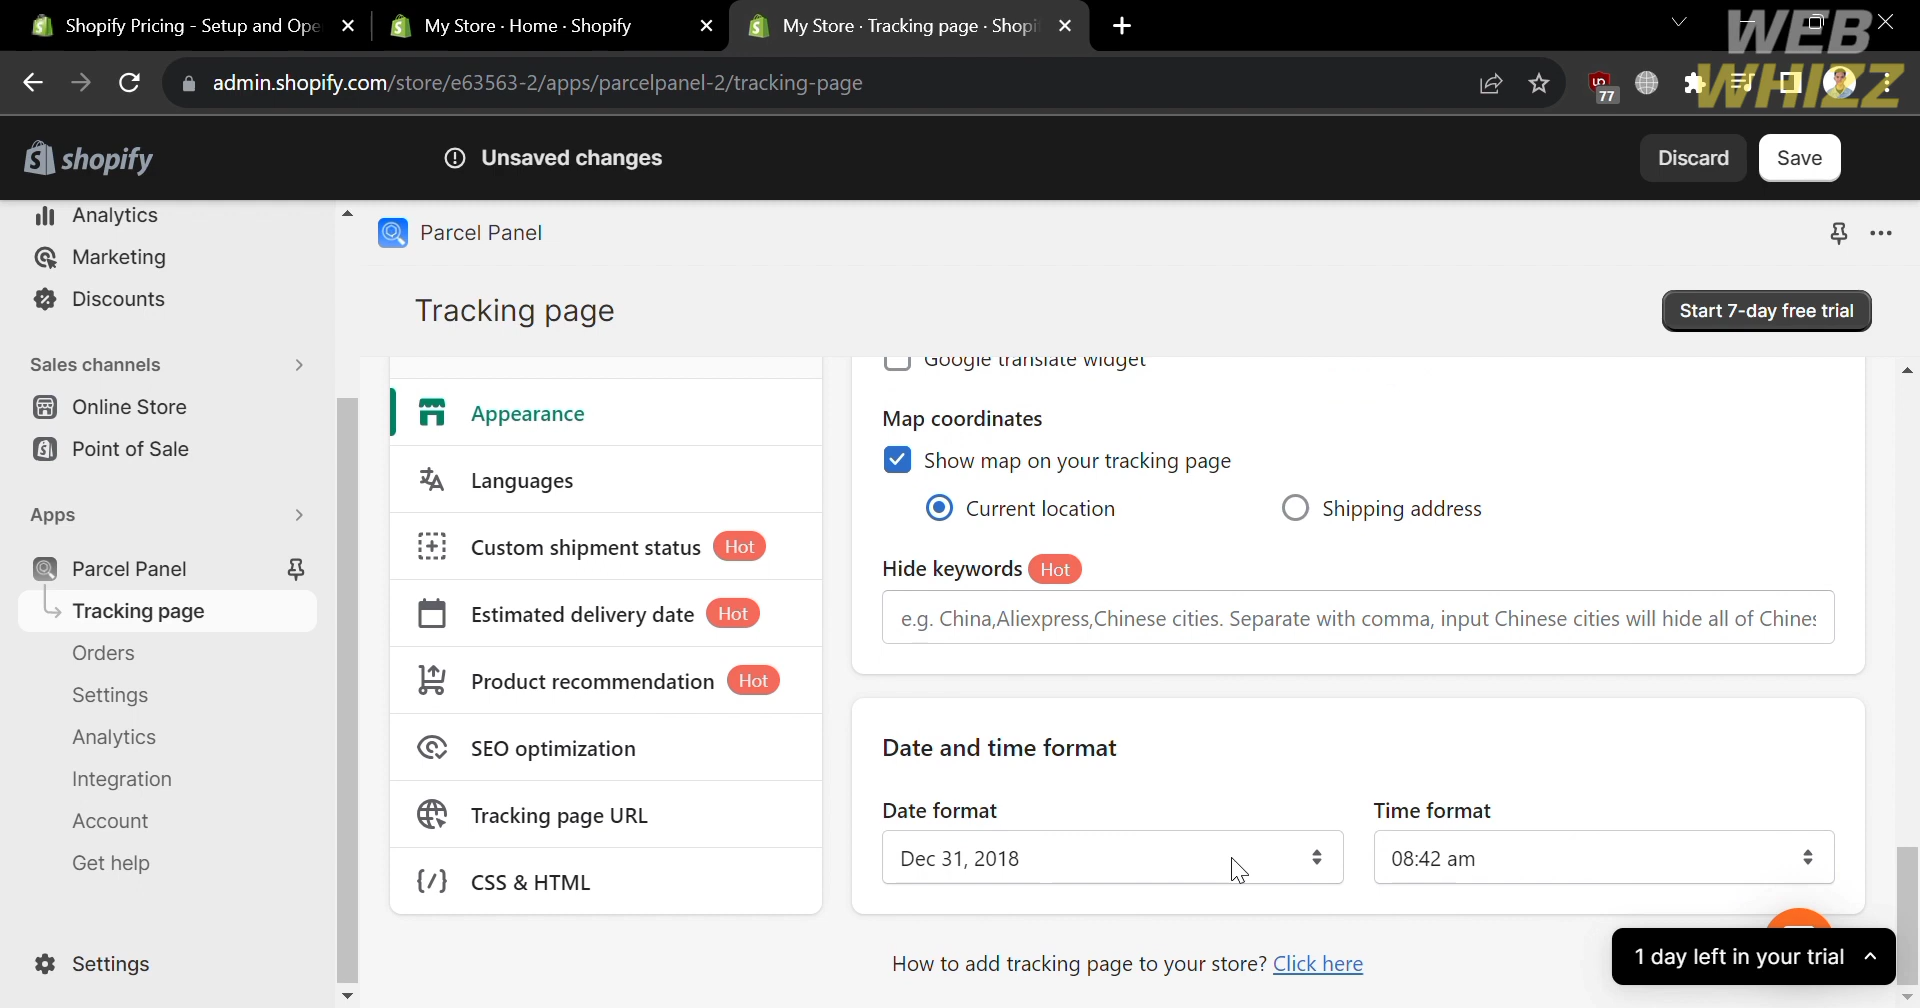 Shopify Pricing - Setup and Ope
My Store · Home · Shopify
My Store · Tracking page · Shopi
WEB
WHIZZ
admin.shopify.com/store/e63563-2/apps/parcelpanel-2/tracking-page
77
shopify
Unsaved changes
Discard
Save
Analytics
Marketing
Discounts
Sales channels
Online Store
Point of Sale
Apps
Parcel Panel
Tracking page
Orders
Settings
Analytics
Integration
Account
Get help
Settings
Parcel Panel
Tracking page
Start 7-day free trial
Appearance
Languages
Custom shipment status Hot
Estimated delivery date Hot
Product recommendation Hot
SEO optimization
Tracking page URL
CSS & HTML
Google translate widget
Map coordinates
Show map on your tracking page
Current location
Shipping address
Hide keywords Hot
e.g. China,Aliexpress,Chinese cities. Separate with comma, input Chinese cities will hide all of Chines
Date and time format
Date format
Time format
Dec 31, 2018
08:42 am
How to add tracking page to your store? Click here
1 day left in your trial